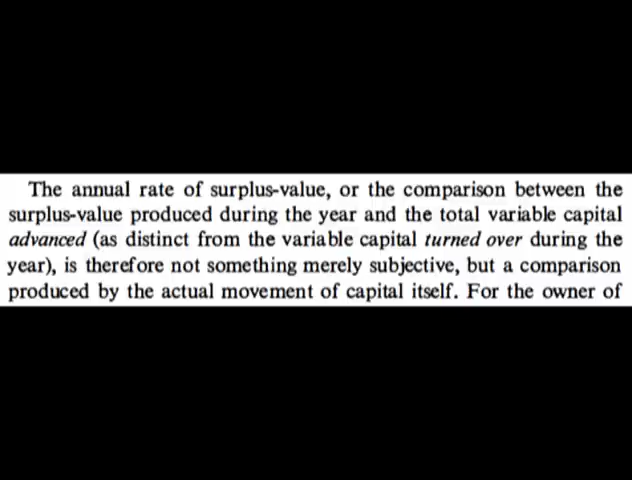 The annual rate of surplus-value, or the comparison between the
surplus-value produced during the year and the total variable capital
advanced (as distinct from the variable capital turned over during the
year), is therefore not something merely subjective, but a comparison
produced by the actual movement of capital itself. For the owner of